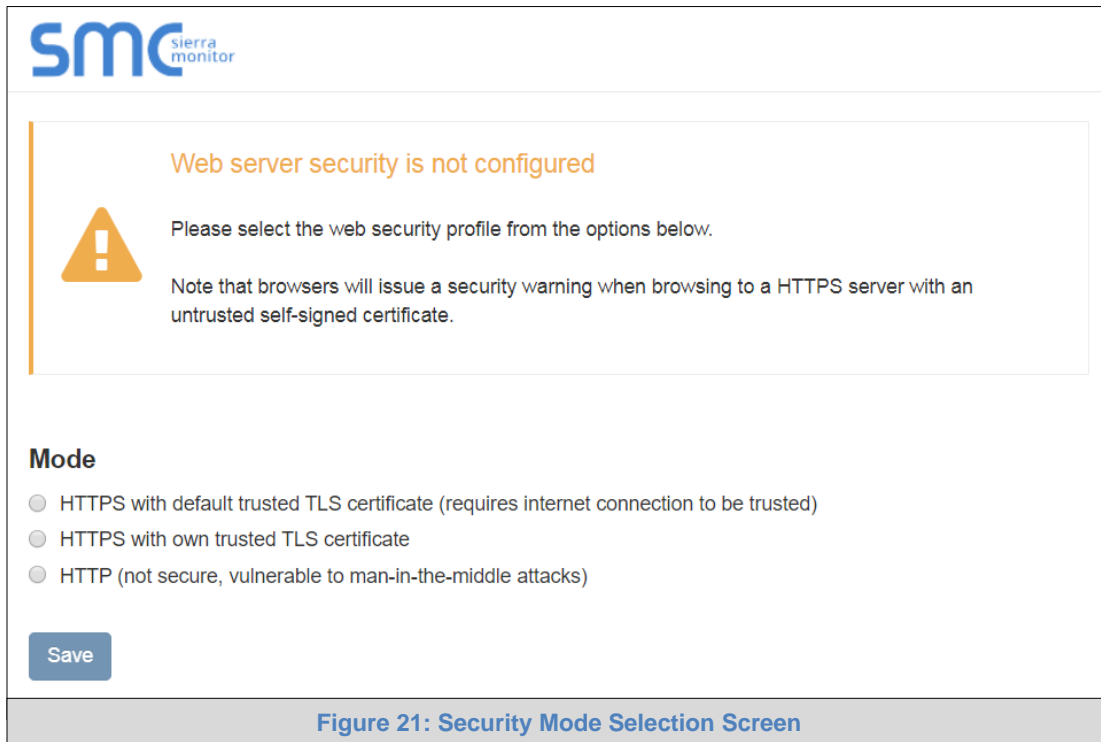 SMC sierra
monitor
Web server security is not configured
Please select the web security profile from the options below.
Note that browsers will issue a security warning when browsing to a HTTPS server with an
untrusted self-signed certificate.
Mode
HTTPS with default trusted TLS certificate (requires internet connection to be trusted)
HTTPS with own trusted TLS certificate
HTTP (not secure, vulnerable to man-in-the-middle attacks)
Save
Figure 21: Security Mode Selection Screen